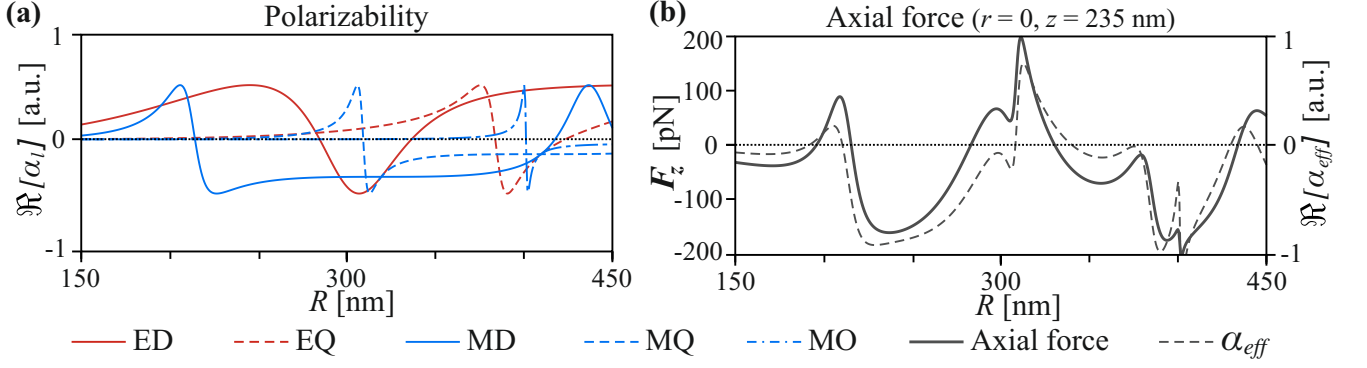 (a) Polarizability
ℜ[αₗ] [a.u.]
1
0
-1
150 300 450
R [nm]
(b) Axial force (r = 0, z = 235 nm)
F_z [pN]
200
100
0
-100
-200
1
0
-1
ℜ[α_eff] [a.u.]
150 300 450
R [nm]
ED EQ MD MQ MO Axial force α_eff